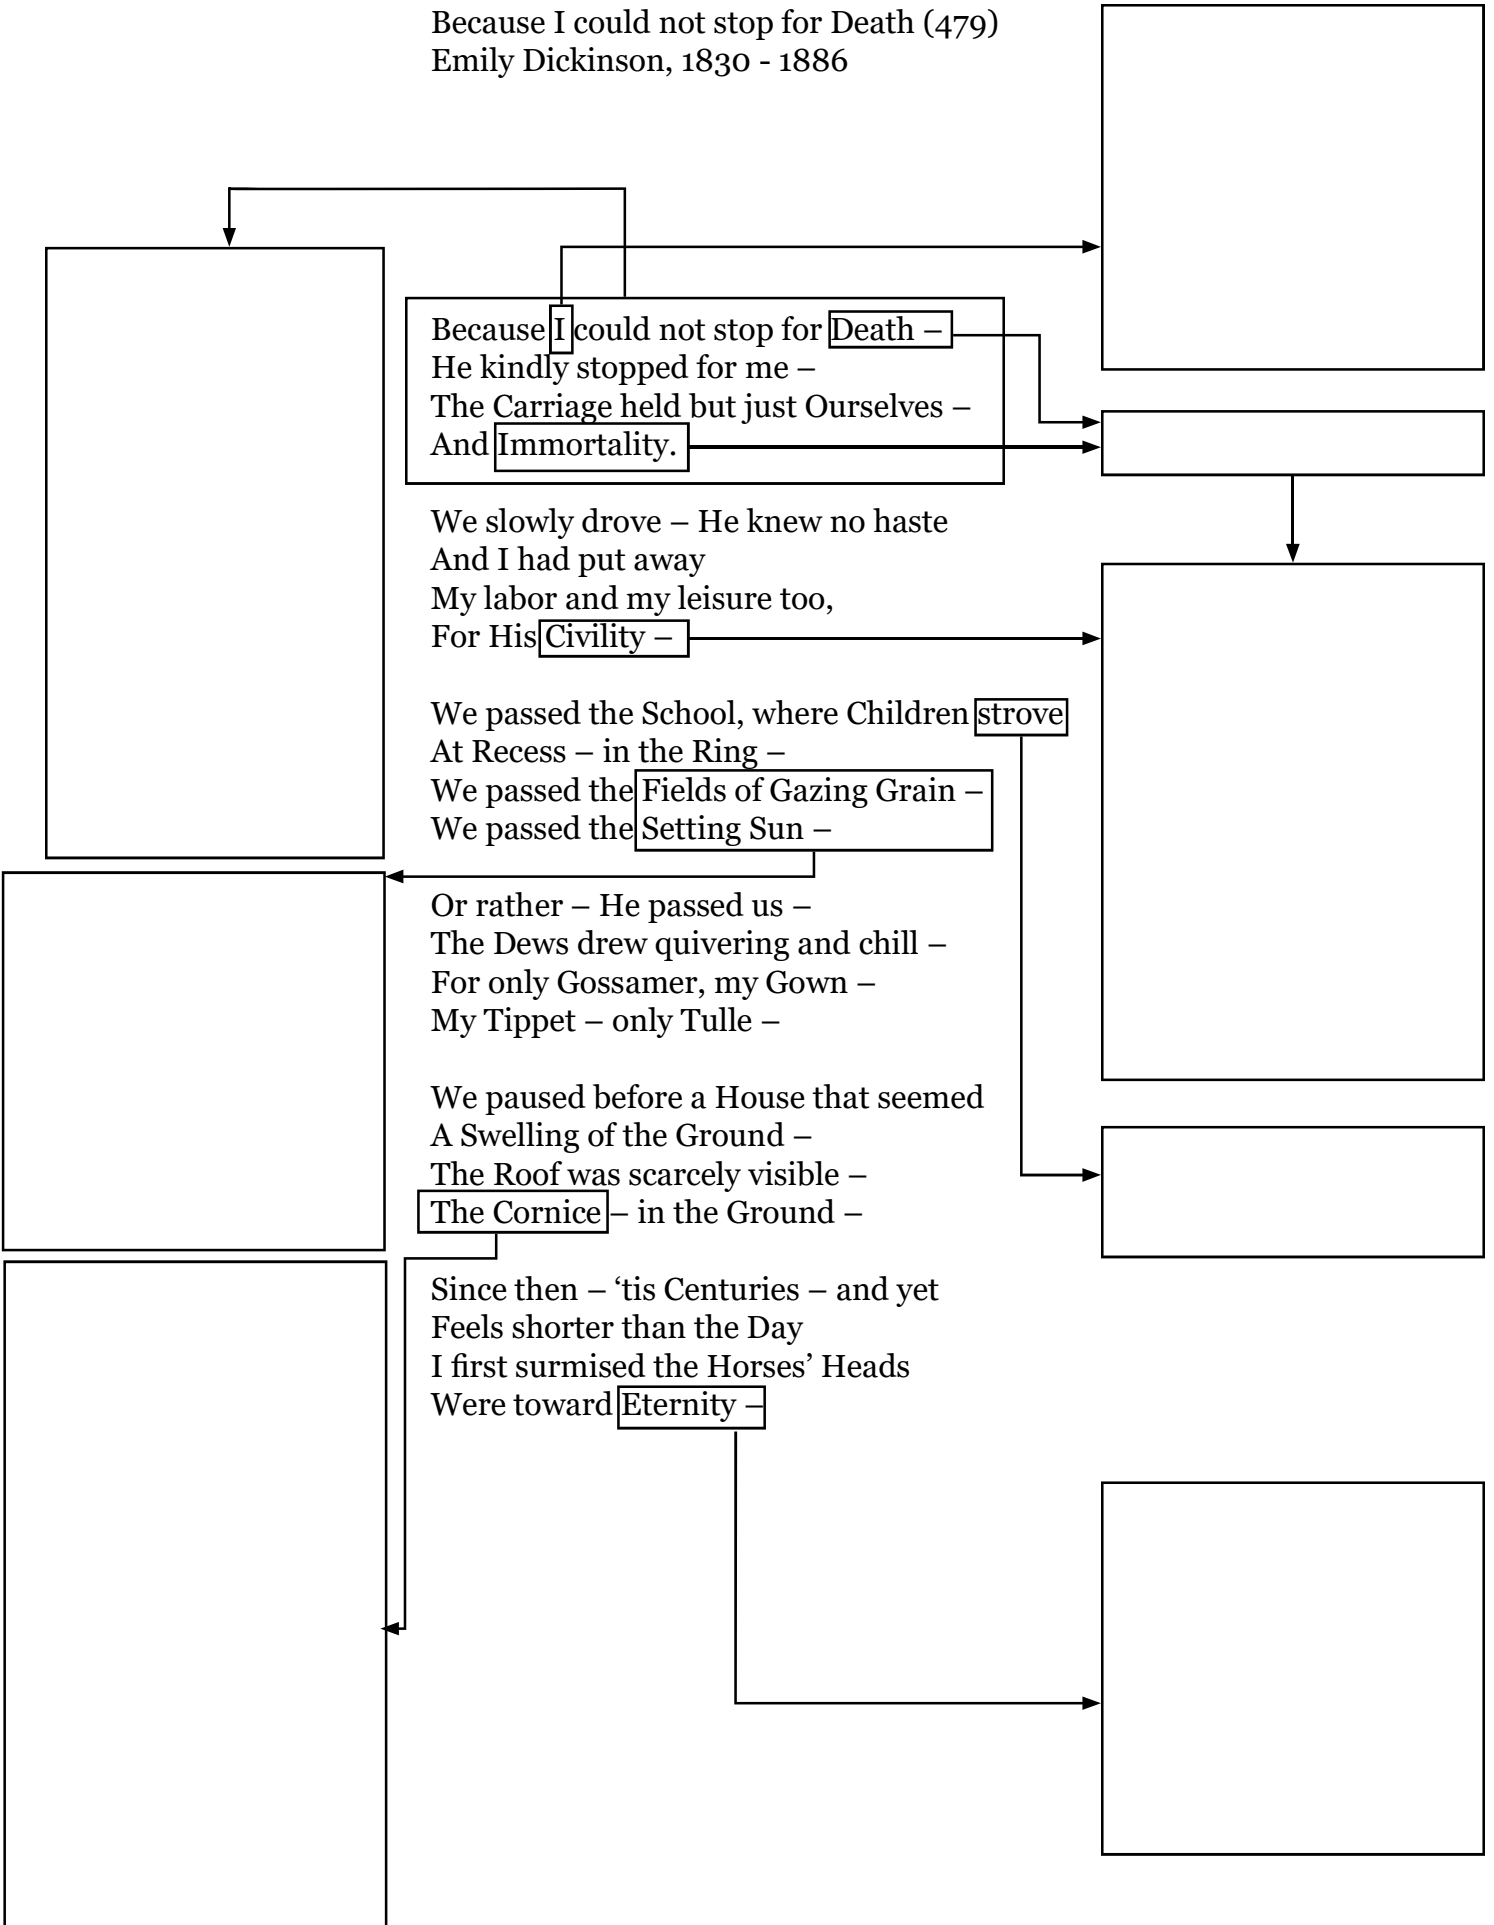 Because I could not stop for Death (479)
Emily Dickinson, 1830 - 1886
Because I could not stop for Death –
He kindly stopped for me –
The Carriage held but just Ourselves –
And Immortality.
We slowly drove – He knew no haste
And I had put away
My labor and my leisure too,
For His Civility –
We passed the School, where Children strove
At Recess – in the Ring –
We passed the Fields of Gazing Grain –
We passed the Setting Sun –
Or rather – He passed us –
The Dews drew quivering and chill –
For only Gossamer, my Gown –
My Tippet – only Tulle –
We paused before a House that seemed
A Swelling of the Ground –
The Roof was scarcely visible –
The Cornice – in the Ground –
Since then – ‘tis Centuries – and yet
Feels shorter than the Day
I first surmised the Horses’ Heads
Were toward Eternity –